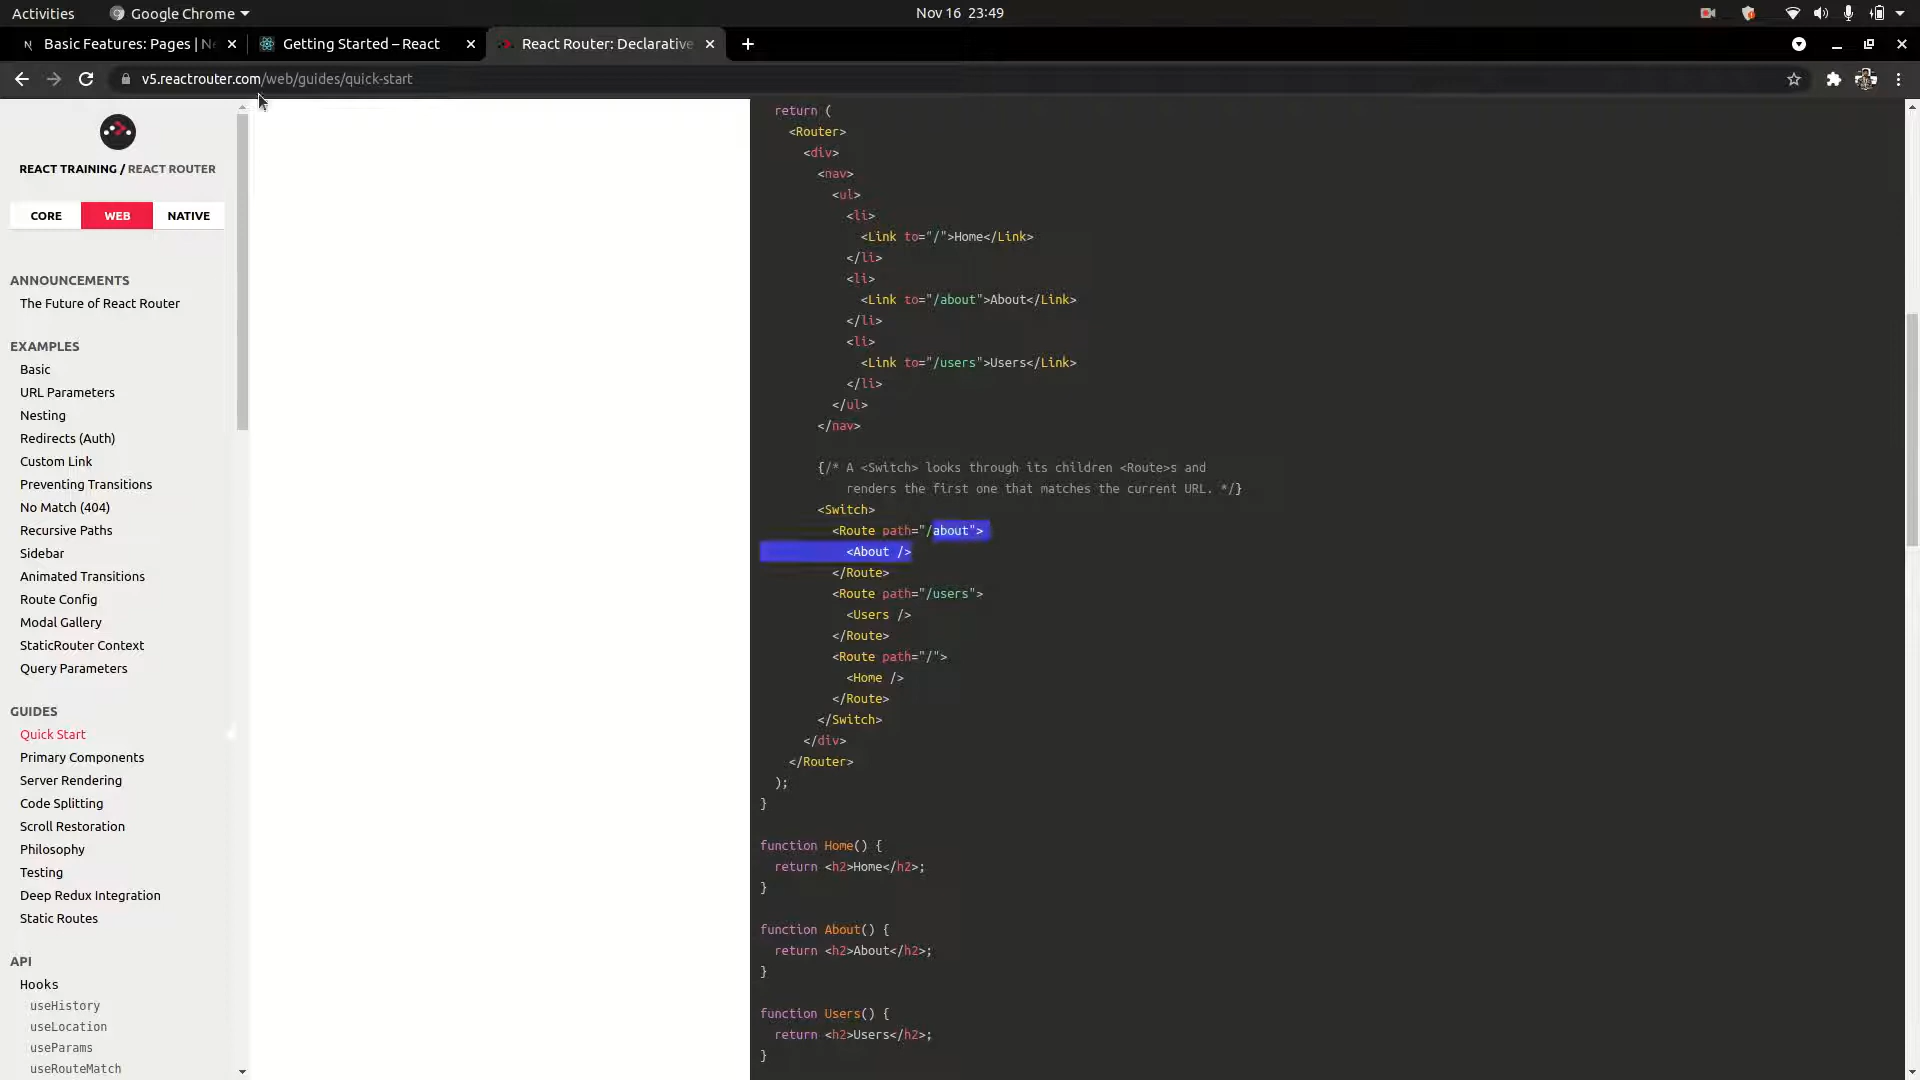 Activities
Google Chrome
Nov 16 23:49
Basic Features: Pages | Ne
Getting Started – React
React Router: Declarative
v5.reactrouter.com/web/guides/quick-start
REACT TRAINING / REACT ROUTER
CORE WEB NATIVE
ANNOUNCEMENTS
The Future of React Router
EXAMPLES
Basic
URL Parameters
Nesting
Redirects (Auth)
Custom Link
Preventing Transitions
No Match (404)
Recursive Paths
Sidebar
Animated Transitions
Route Config
Modal Gallery
StaticRouter Context
Query Parameters
GUIDES
Quick Start
Primary Components
Server Rendering
Code Splitting
Scroll Restoration
Philosophy
Testing
Deep Redux Integration
Static Routes
API
Hooks
useHistory
useLocation
useParams
useRouteMatch
return (
<Router>
<div>
<nav>
<ul>
<li>
<Link to="/">Home</Link>
</li>
<li>
<Link to="/about">About</Link>
</li>
<li>
<Link to="/users">Users</Link>
</li>
</ul>
</nav>
{/* A <Switch> looks through its children <Route>s and
renders the first one that matches the current URL. */}
<Switch>
<Route path="/about">
<About />
</Route>
<Route path="/users">
<Users />
</Route>
<Route path="/">
<Home />
</Route>
</Switch>
</div>
</Router>
);
}
function Home() {
return <h2>Home</h2>;
}
function About() {
return <h2>About</h2>;
}
function Users() {
return <h2>Users</h2>;
}